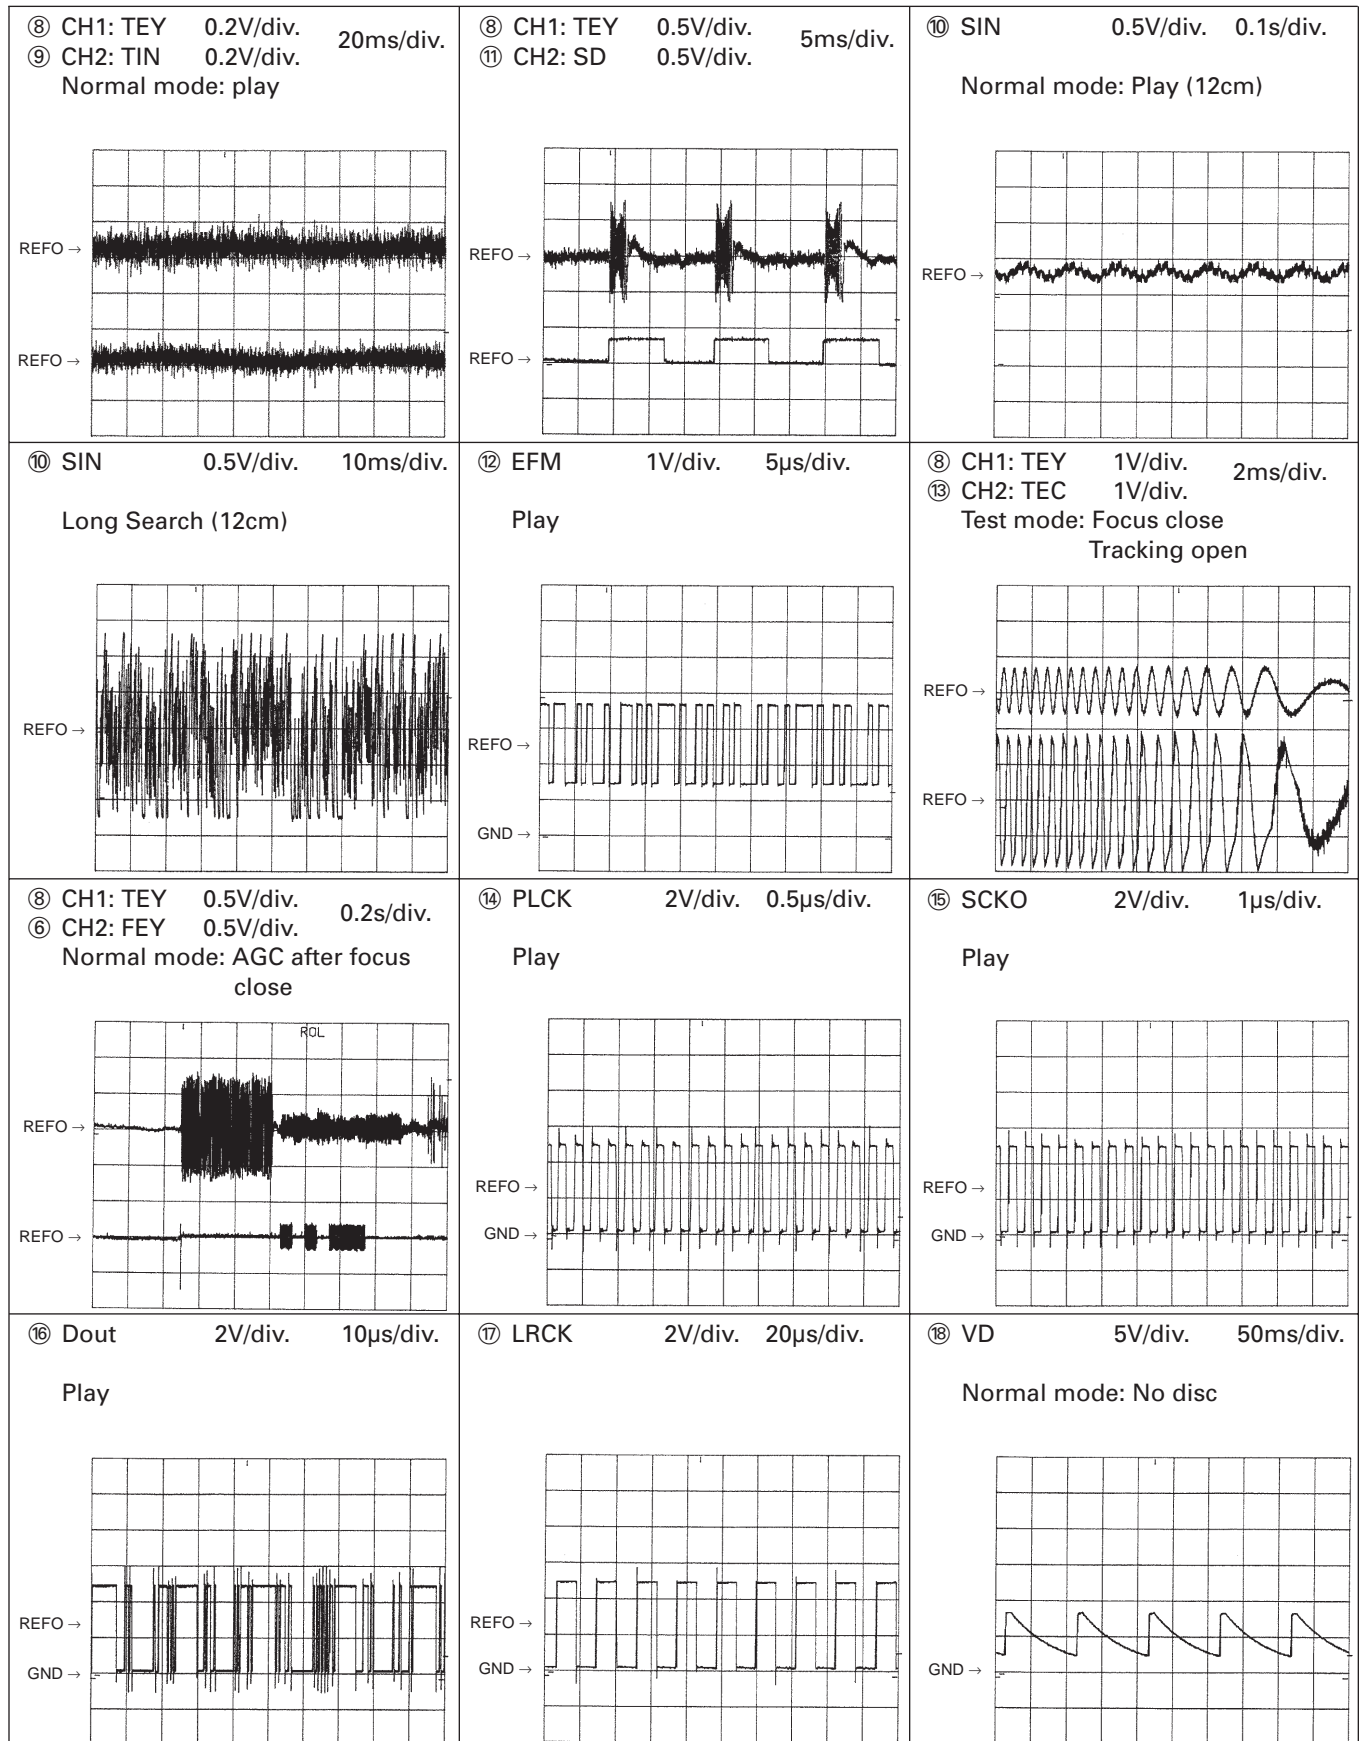 ⑧ CH1: TEY 0.2V/div. 20ms/div.
⑨ CH2: TIN 0.2V/div.
Normal mode: play
REFO →
REFO →
⑧ CH1: TEY 0.5V/div. 5ms/div.
⑪ CH2: SD 0.5V/div.
REFO →
REFO →
⑩ SIN 0.5V/div. 0.1s/div.
Normal mode: Play (12cm)
REFO →
⑩ SIN 0.5V/div. 10ms/div.
Long Search (12cm)
REFO →
⑫ EFM 1V/div. 5µs/div.
Play
REFO →
GND →
⑧ CH1: TEY 1V/div. 2ms/div.
⑬ CH2: TEC 1V/div.
Test mode: Focus close
Tracking open
REFO →
REFO →
⑧ CH1: TEY 0.5V/div. 0.2s/div.
⑥ CH2: FEY 0.5V/div.
Normal mode: AGC after focus
close
ROL
REFO →
REFO →
⑭ PLCK 2V/div. 0.5µs/div.
Play
REFO →
GND →
⑮ SCKO 2V/div. 1µs/div.
Play
REFO →
GND →
⑯ Dout 2V/div. 10µs/div.
Play
REFO →
GND →
⑰ LRCK 2V/div. 20µs/div.
REFO →
GND →
⑱ VD 5V/div. 50ms/div.
Normal mode: No disc
GND →